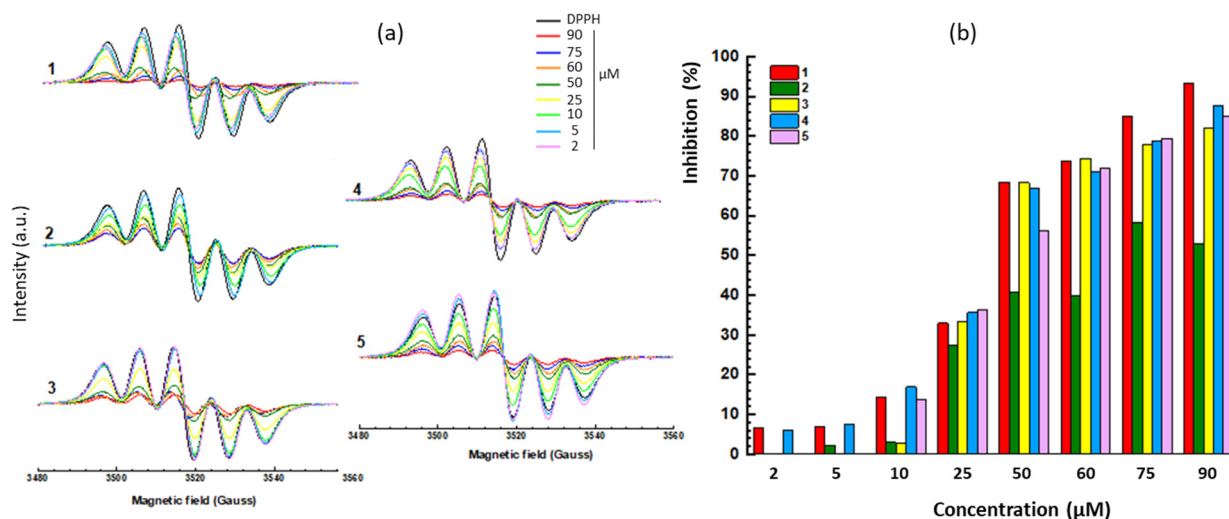 (a)
DPPH
90
75
60
50
25
10
5
2
μM
1
2
3
4
5
Intensity (a.u.)
3480 3500 3520 3540 3560
Magnetic field (Gauss)
3480 3500 3520 3540 3560
Magnetic field (Gauss)
(b)
1
2
3
4
5
Inhibition (%)
100
90
80
70
60
50
40
30
20
10
0
2 5 10 25 50 60 75 90
Concentration (μM)